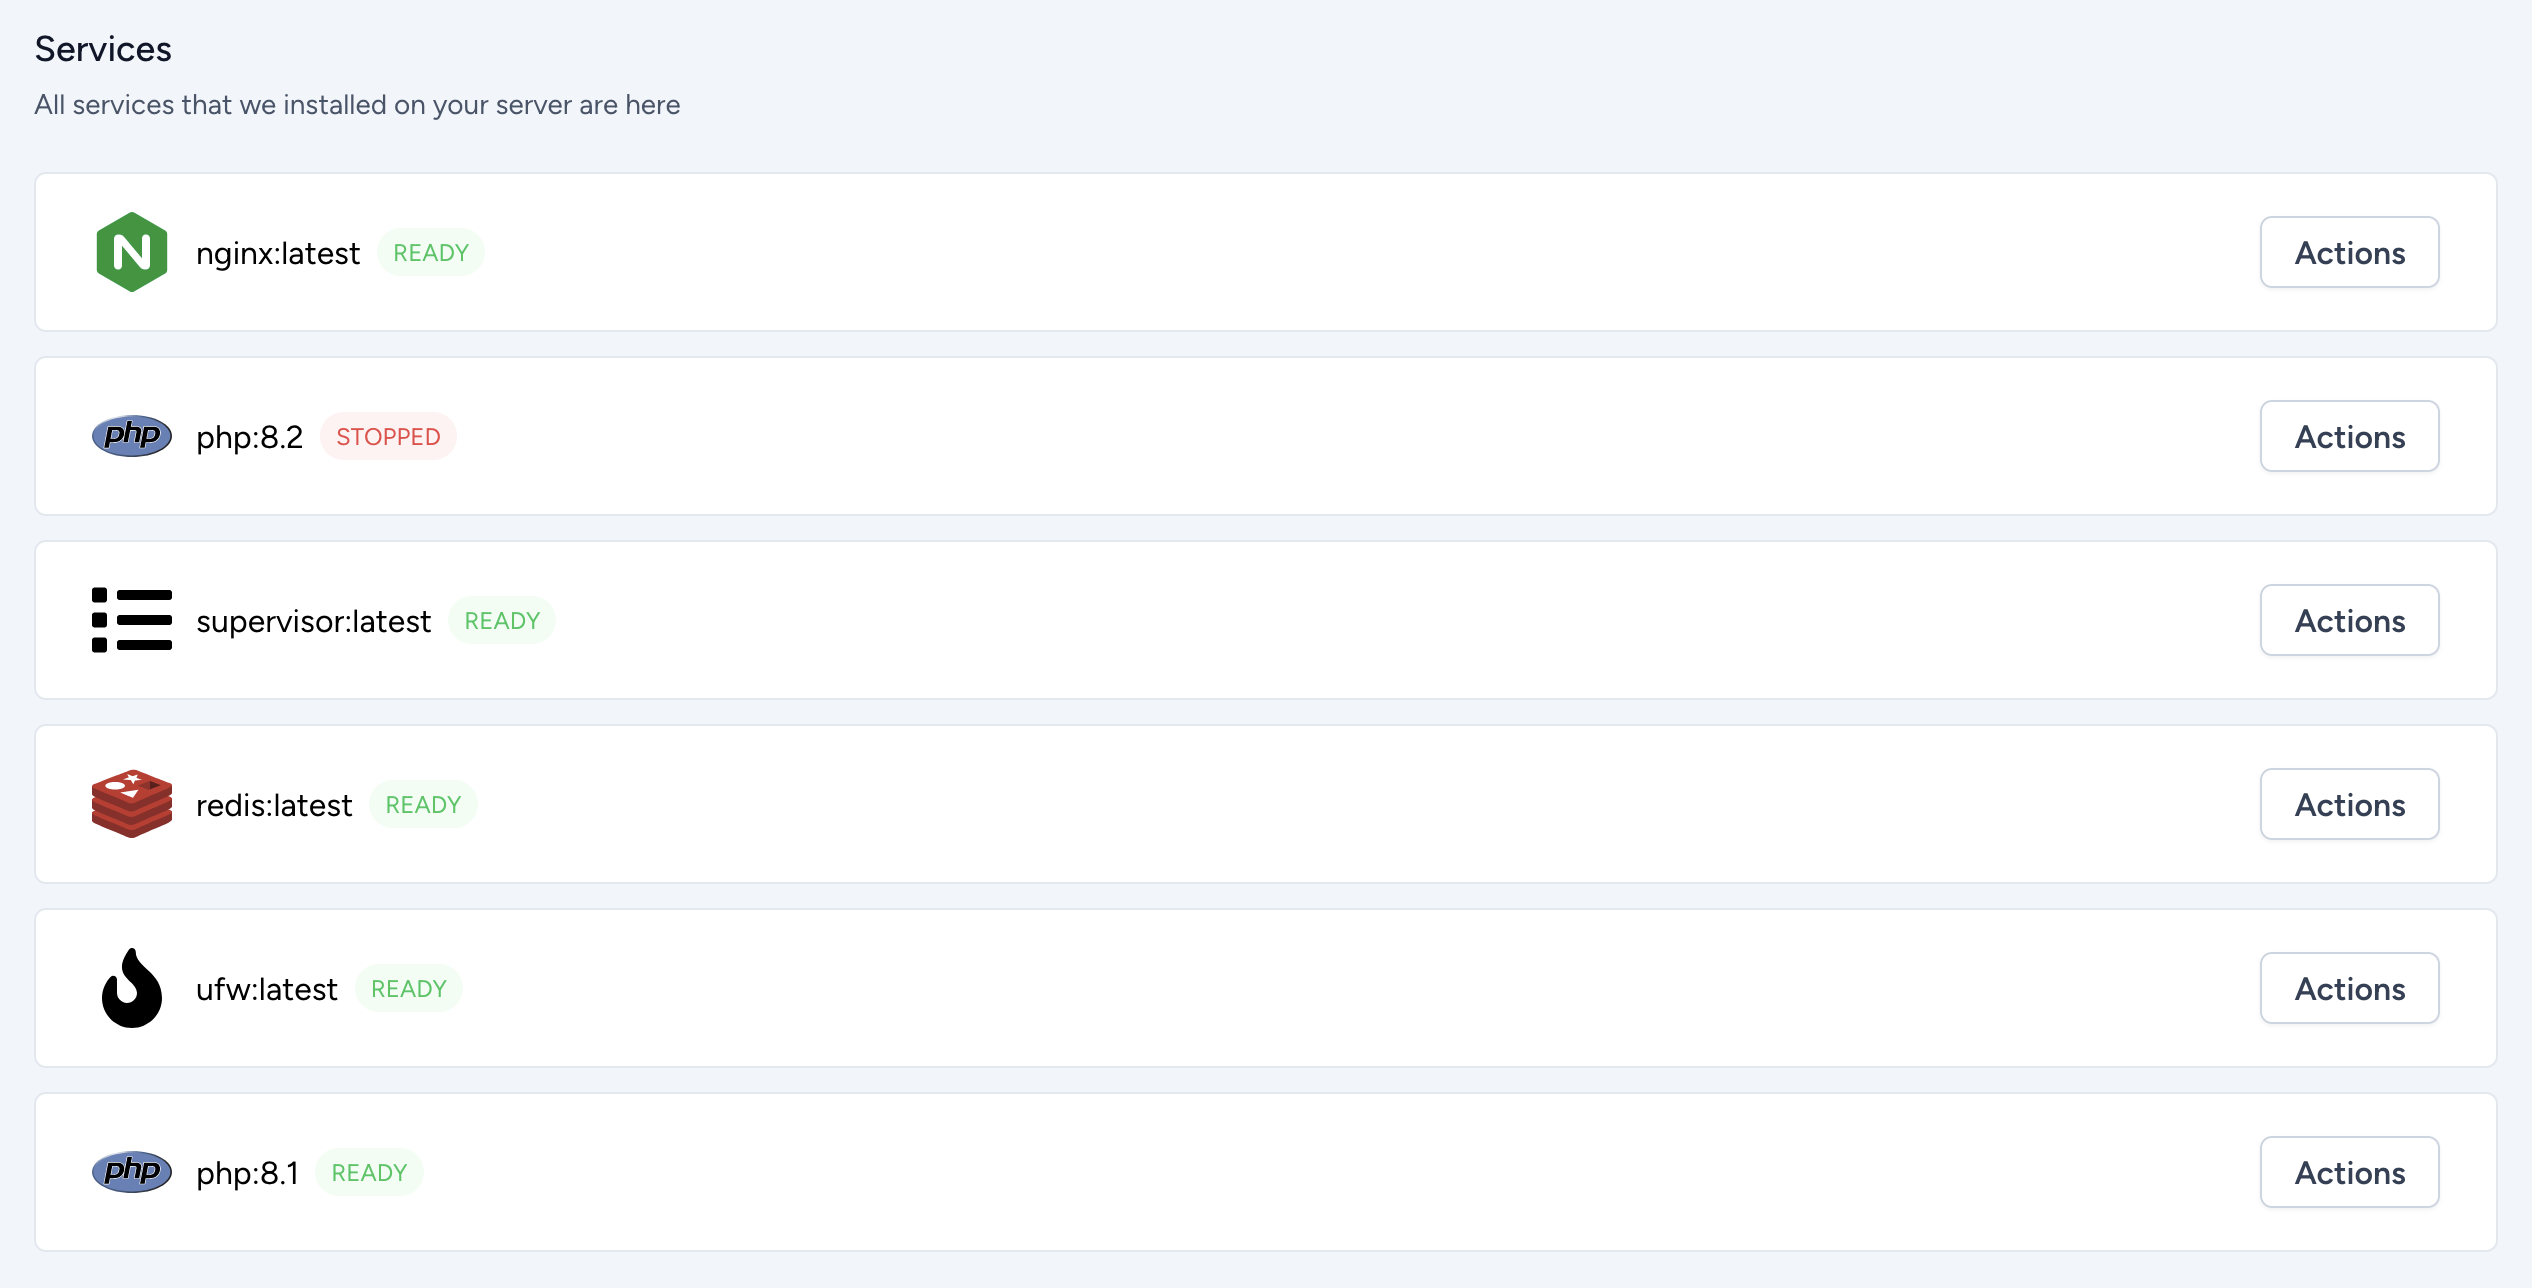 Services
All services that we installed on your server are here
nginx:latest READY Actions
php php:8.2 STOPPED Actions
supervisor:latest READY Actions
redis:latest READY Actions
ufw:latest READY Actions
php php:8.1 READY Actions